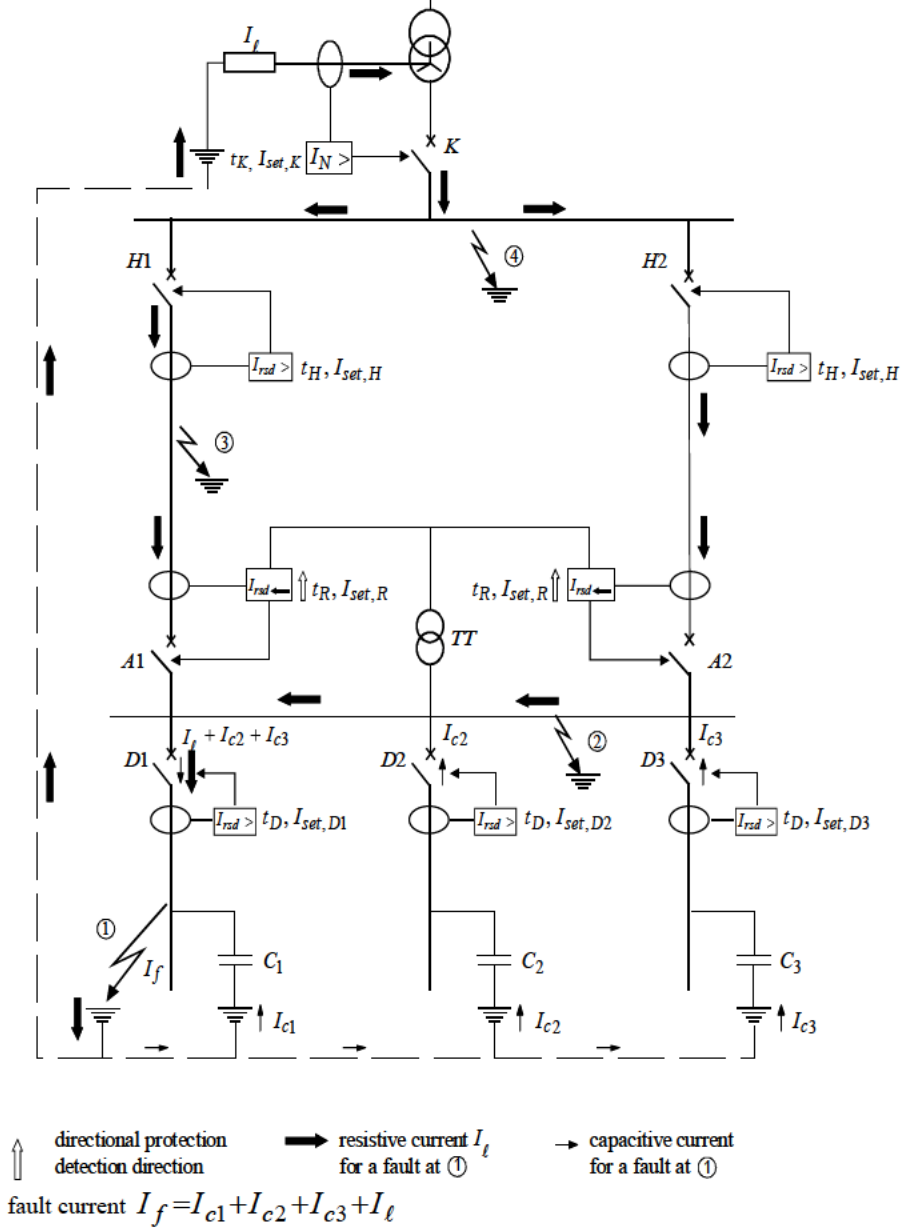 I_ℓ
t_K, I_set,K I_N > K
④
H1 H2
I_rsd > t_H, I_set,H I_rsd > t_H, I_set,H
③
I_rsd t_R, I_set,R t_R, I_set,R I_rsd
TT
A1 A2
I_ℓ + I_c2 + I_c3 I_c2 ② I_c3
D1 D2 D3
I_rsd > t_D, I_set,D1 I_rsd > t_D, I_set,D2 I_rsd > t_D, I_set,D3
①
I_f C_1 C_2 C_3
I_c1 I_c2 I_c3
directional protection resistive current I_ℓ capacitive current
detection direction for a fault at ① for a fault at ①
fault current I_f = I_c1 + I_c2 + I_c3 + I_ℓ